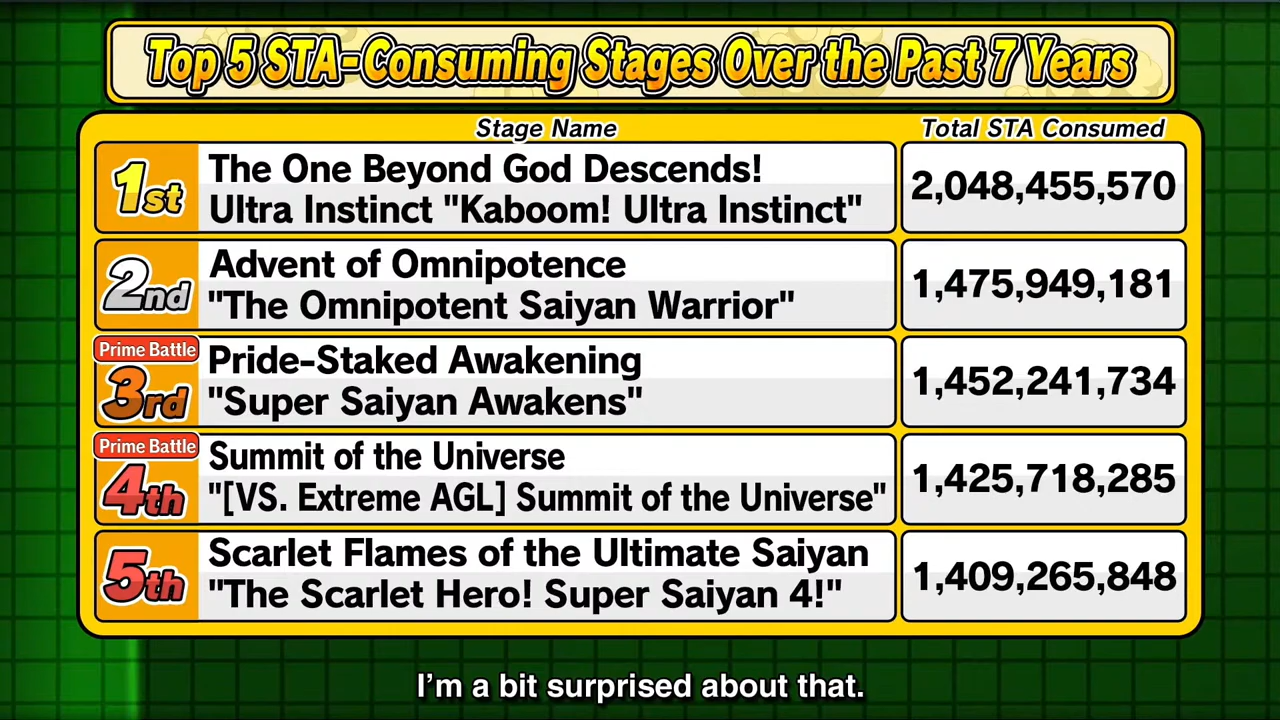 Top 5 STA-Consuming Stages Over the Past 7 Years
Stage Name
Total STA Consumed
1st
The One Beyond God Descends!
Ultra Instinct "Kaboom! Ultra Instinct"
2,048,455,570
2nd
Advent of Omnipotence
"The Omnipotent Saiyan Warrior"
1,475,949,181
Prime Battle
3rd
Pride-Staked Awakening
"Super Saiyan Awakens"
1,452,241,734
Prime Battle
4th
Summit of the Universe
"[VS. Extreme AGL] Summit of the Universe"
1,425,718,285
5th
Scarlet Flames of the Ultimate Saiyan
"The Scarlet Hero! Super Saiyan 4!"
1,409,265,848
I'm a bit surprised about that.